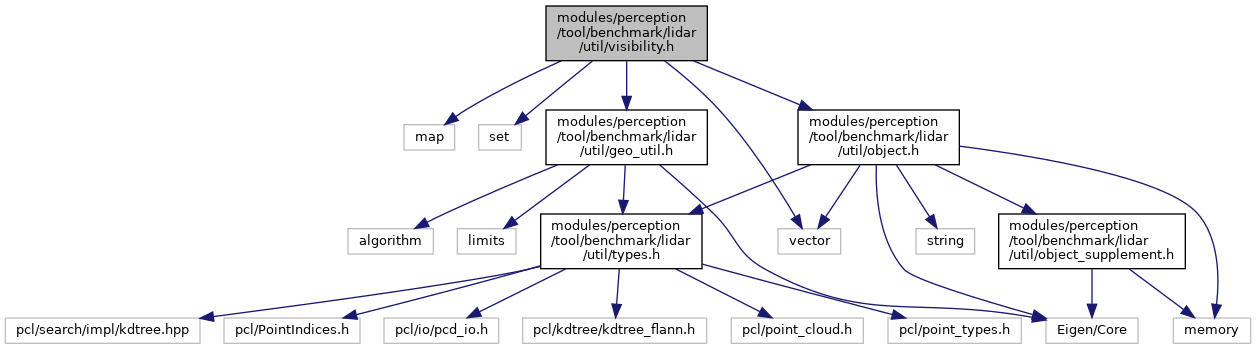 modules/perception
/tool/benchmark/lidar
/util/visibility.h
map
set
modules/perception
/tool/benchmark/lidar
/util/geo_util.h
modules/perception
/tool/benchmark/lidar
/util/object.h
algorithm
limits
modules/perception
/tool/benchmark/lidar
/util/types.h
vector
string
modules/perception
/tool/benchmark/lidar
/util/object_supplement.h
pcl/search/impl/kdtree.hpp
pcl/PointIndices.h
pcl/io/pcd_io.h
pcl/kdtree/kdtree_flann.h
pcl/point_cloud.h
pcl/point_types.h
Eigen/Core
memory